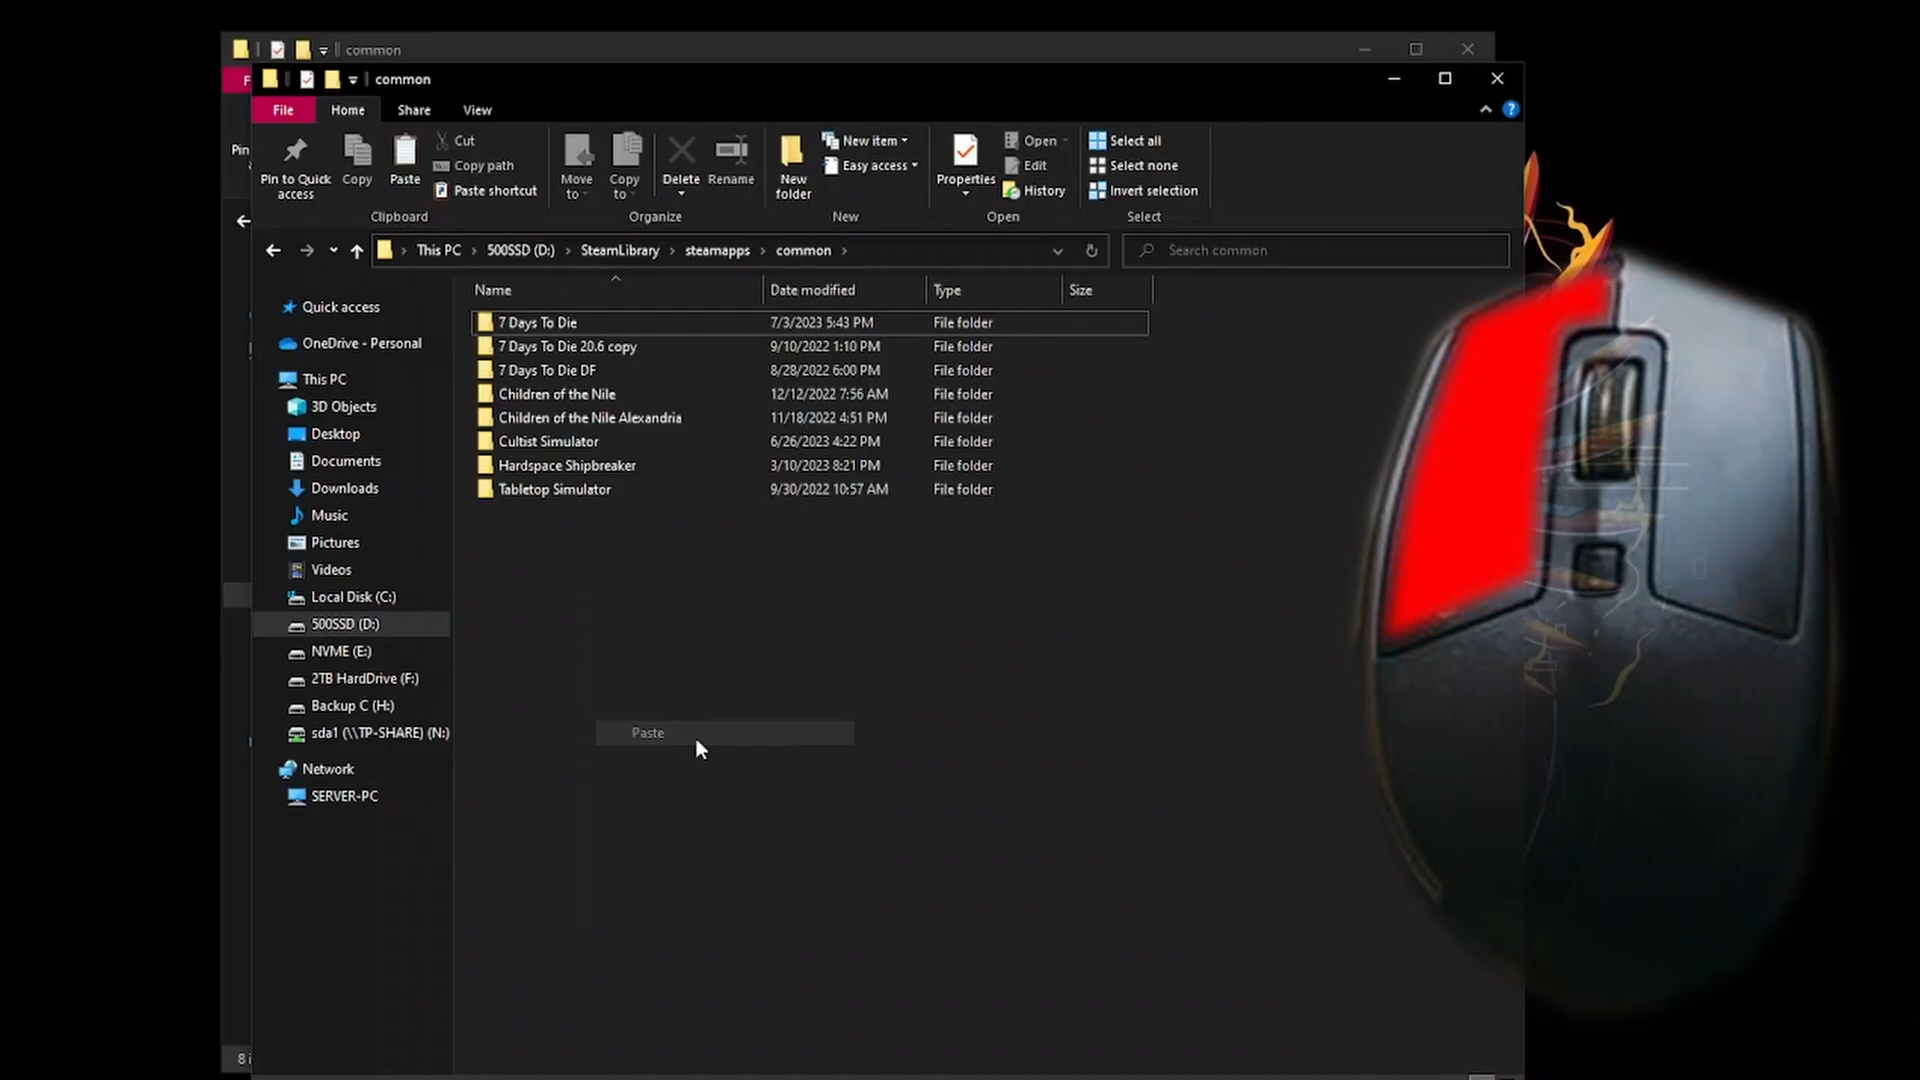 common
common
File Home Share View
Pin to Quick access
Copy
Paste
Cut
Copy path
Paste shortcut
Clipboard
Move to
Copy to
Delete
Rename
Organize
New folder
New item
Easy access
New
Properties
Open
Edit
History
Open
Select all
Select none
Invert selection
Select
This PC > 500SSD (D:) > SteamLibrary > steamapps > common >
Search common
Name Date modified Type Size
7 Days To Die 7/3/2023 5:43 PM File folder
7 Days To Die 20.6 copy 9/10/2022 1:10 PM File folder
7 Days To Die DF 8/28/2022 6:00 PM File folder
Children of the Nile 12/12/2022 7:56 AM File folder
Children of the Nile Alexandria 11/18/2022 4:51 PM File folder
Cultist Simulator 6/26/2023 4:22 PM File folder
Hardspace Shipbreaker 3/10/2023 8:21 PM File folder
Tabletop Simulator 9/30/2022 10:57 AM File folder
Quick access
OneDrive - Personal
This PC
3D Objects
Desktop
Documents
Downloads
Music
Pictures
Videos
Local Disk (C:)
500SSD (D:)
NVME (E:)
2TB HardDrive (F:)
Backup C (H:)
sda1 (\\TP-SHARE) (N:)
Network
SERVER-PC
Paste
Pin
F
8 i